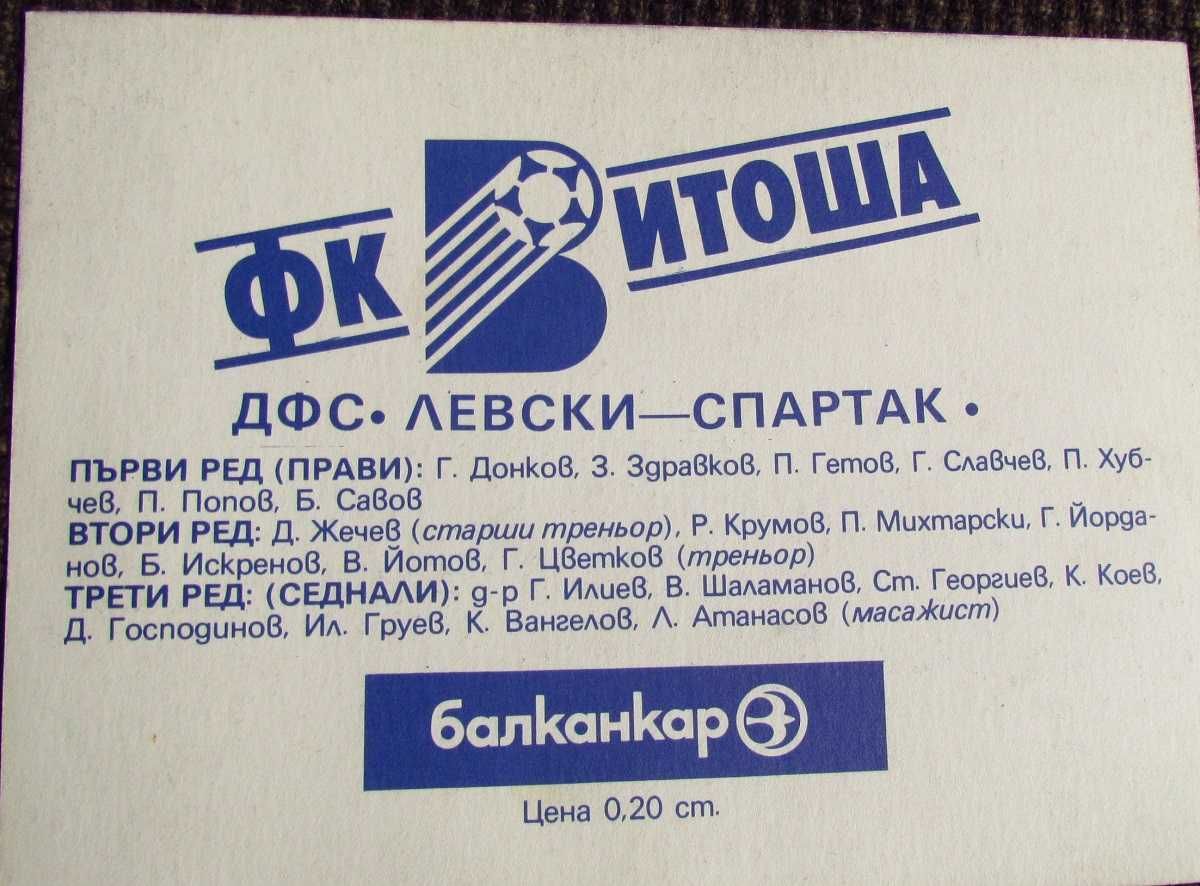 ФК ВИТОША
ДФС• ЛЕВСКИ—СПАРТАК •
ПЪРВИ РЕД (ПРАВИ): Г. Донков, З. Здравков, П. Гетов, Г. Славчев, П. Хуб-
чев, П. Попов, Б. Савов
ВТОРИ РЕД: Д. Жечев (старши треньор), Р. Крумов, П. Михтарски, Г. Йорда-
нов, Б. Искренов, В. Йотов, Г. Цветков (треньор)
ТРЕТИ РЕД: (СЕДНАЛИ): д-р Г. Илиев, В. Шаламанов, Ст. Георгиев, К. Коев,
Д. Господинов, Ил. Груев, К. Вангелов, Л. Атанасов (масажист)
балканкар
Цена 0,20 ст.